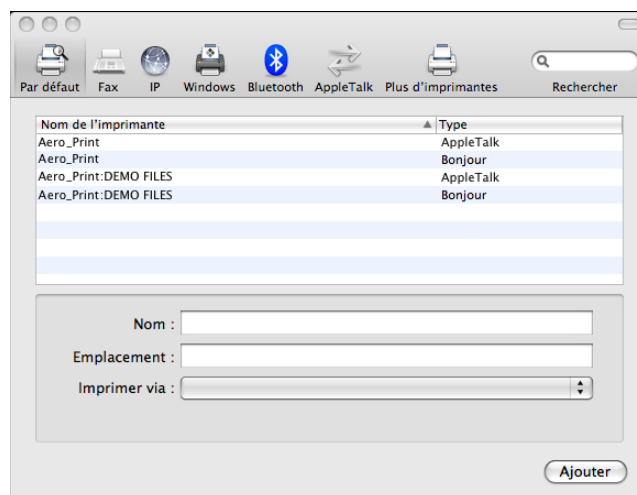 Par défaut Fax IP Windows Bluetooth AppleTalk Plus d'imprimantes Rechercher
Nom de l'imprimante Type
Aero_Print AppleTalk
Aero_Print Bonjour
Aero_Print:DEMO FILES AppleTalk
Aero_Print:DEMO FILES Bonjour
Nom :
Emplacement :
Imprimer via :
Ajouter